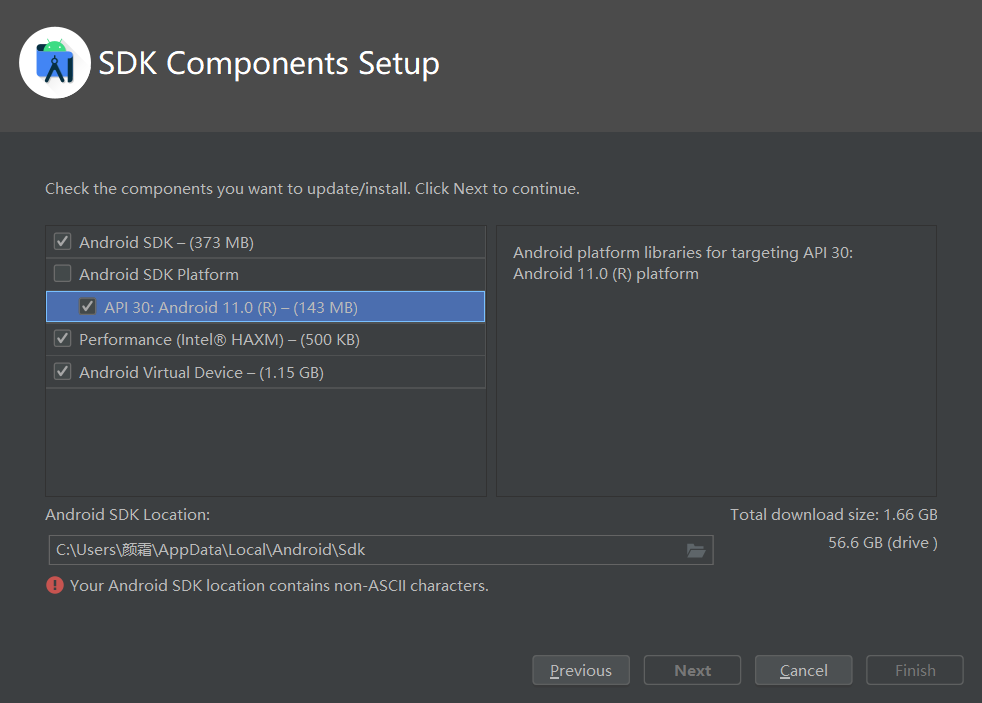 SDK Components Setup
Check the components you want to update/install. Click Next to continue.
Android SDK – (373 MB)
Android SDK Platform
API 30: Android 11.0 (R) – (143 MB)
Performance (Intel® HAXM) – (500 KB)
Android Virtual Device – (1.15 GB)
Android platform libraries for targeting API 30:
Android 11.0 (R) platform
Android SDK Location:
Total download size: 1.66 GB
C:\Users\颜霜\AppData\Local\Android\Sdk
56.6 GB (drive )
Your Android SDK location contains non-ASCII characters.
Previous
Next
Cancel
Finish